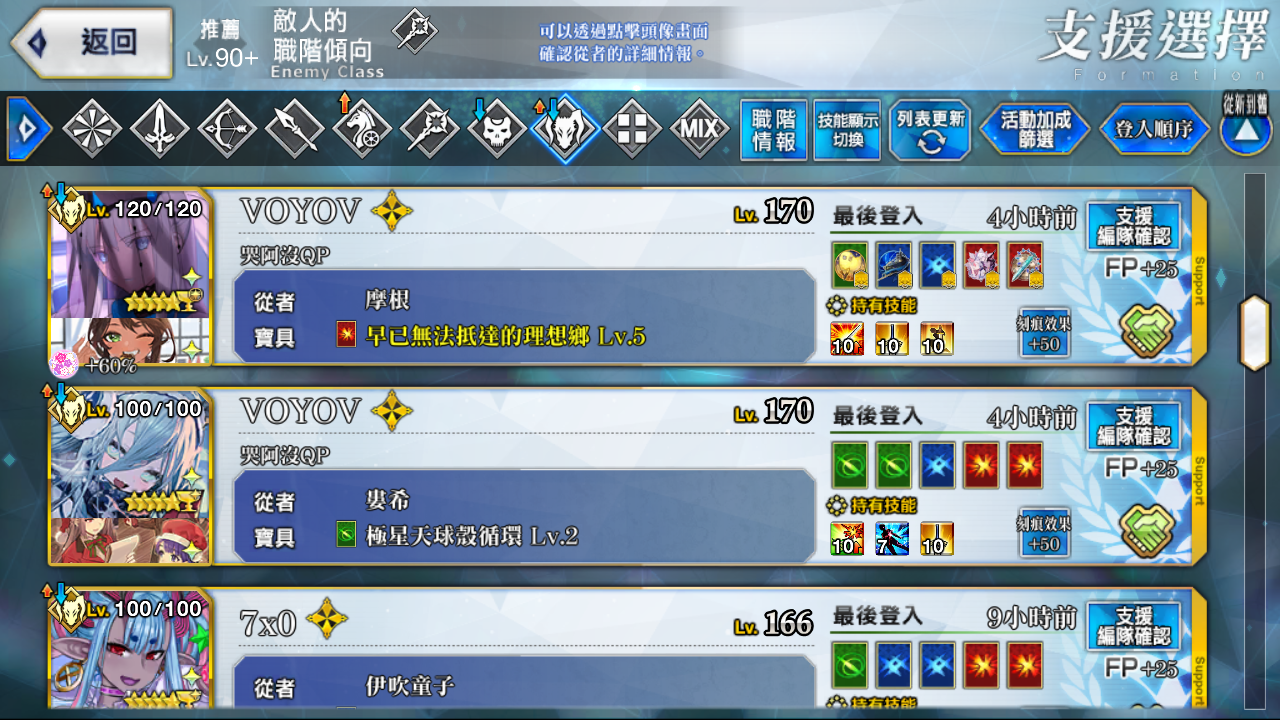 返回
推薦
Lv.90+
敵人的
職階傾向
Enemy Class
可以透過點擊頭像畫面
確認從者的詳細情報。
支援選擇
Formation
MIX
職階
情報
技能顯示
切換
列表更新
活動加成
篩選
登入順序
從新到舊
Lv. 120/120
+60%
VOYOV
Lv. 170
哭阿沒QP
從者 摩根
寶具 早已無法抵達的理想鄉 Lv.5
最後登入 4小時前
持有技能
10 10 10
支援
編隊確認
FP+25
刻痕效果
+50
Support
Lv. 100/100
VOYOV
Lv. 170
哭阿沒QP
從者 婁希
寶具 極星天球殼循環 Lv.2
最後登入 4小時前
持有技能
10 7 10
支援
編隊確認
FP+25
刻痕效果
+50
Support
Lv. 100/100
7x0
Lv. 166
從者 伊吹童子
最後登入 9小時前
持有技能
支援
編隊確認
FP+25
Support